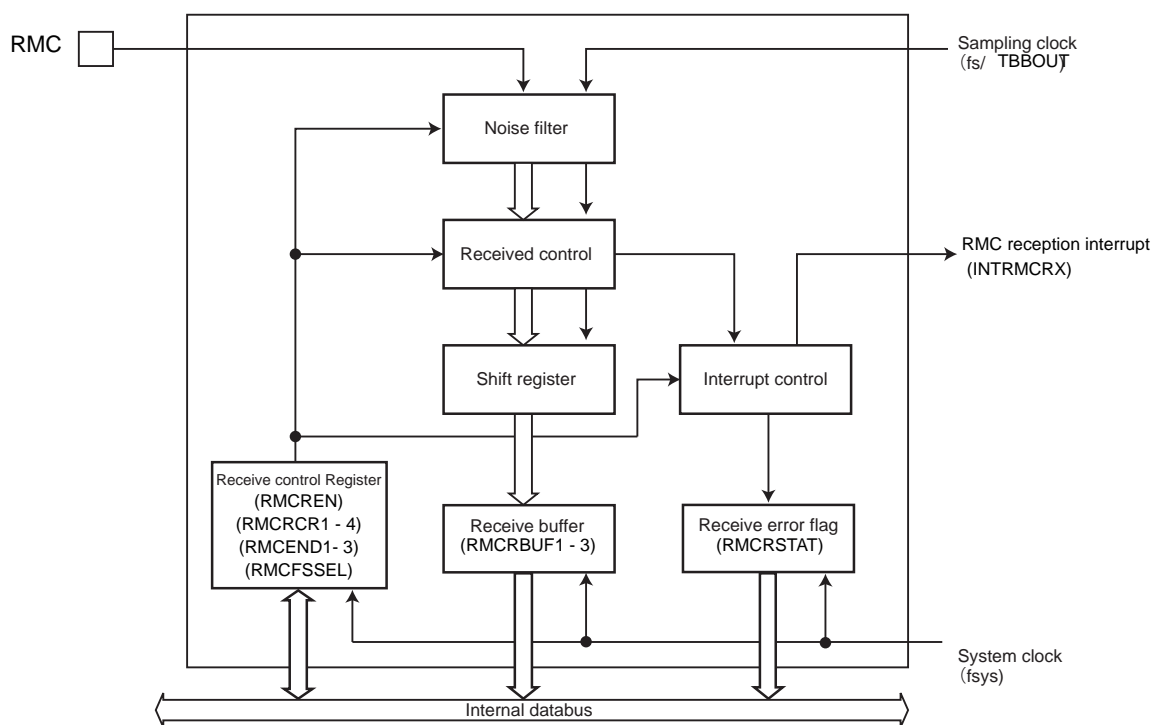 RMC
Sampling clock
(fs/ TBBOUT)
Noise filter
Received control
RMC reception interrupt
(INTRMCRX)
Shift register
Interrupt control
Receive control Register
(RMCREN)
(RMCRCR1 - 4)
(RMCEND1- 3)
(RMCFSSEL)
Receive buffer
(RMCRBUF1 - 3)
Receive error flag
(RMCRSTAT)
System clock
(fsys)
Internal databus